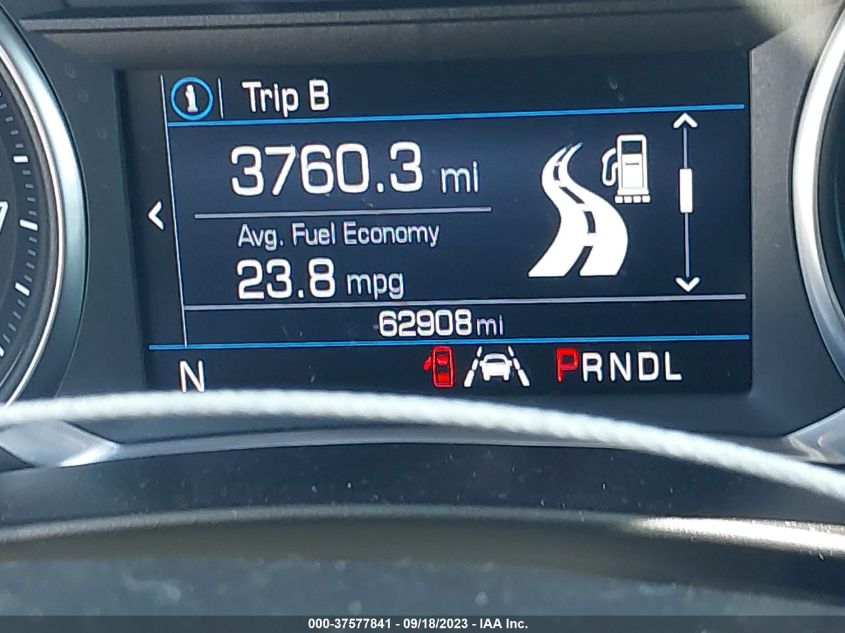 Trip B
3760.3 mi
Avg. Fuel Economy
23.8 mpg
62908 mi
N PRNDL
000-37577841 - 09/18/2023 - IAA Inc.